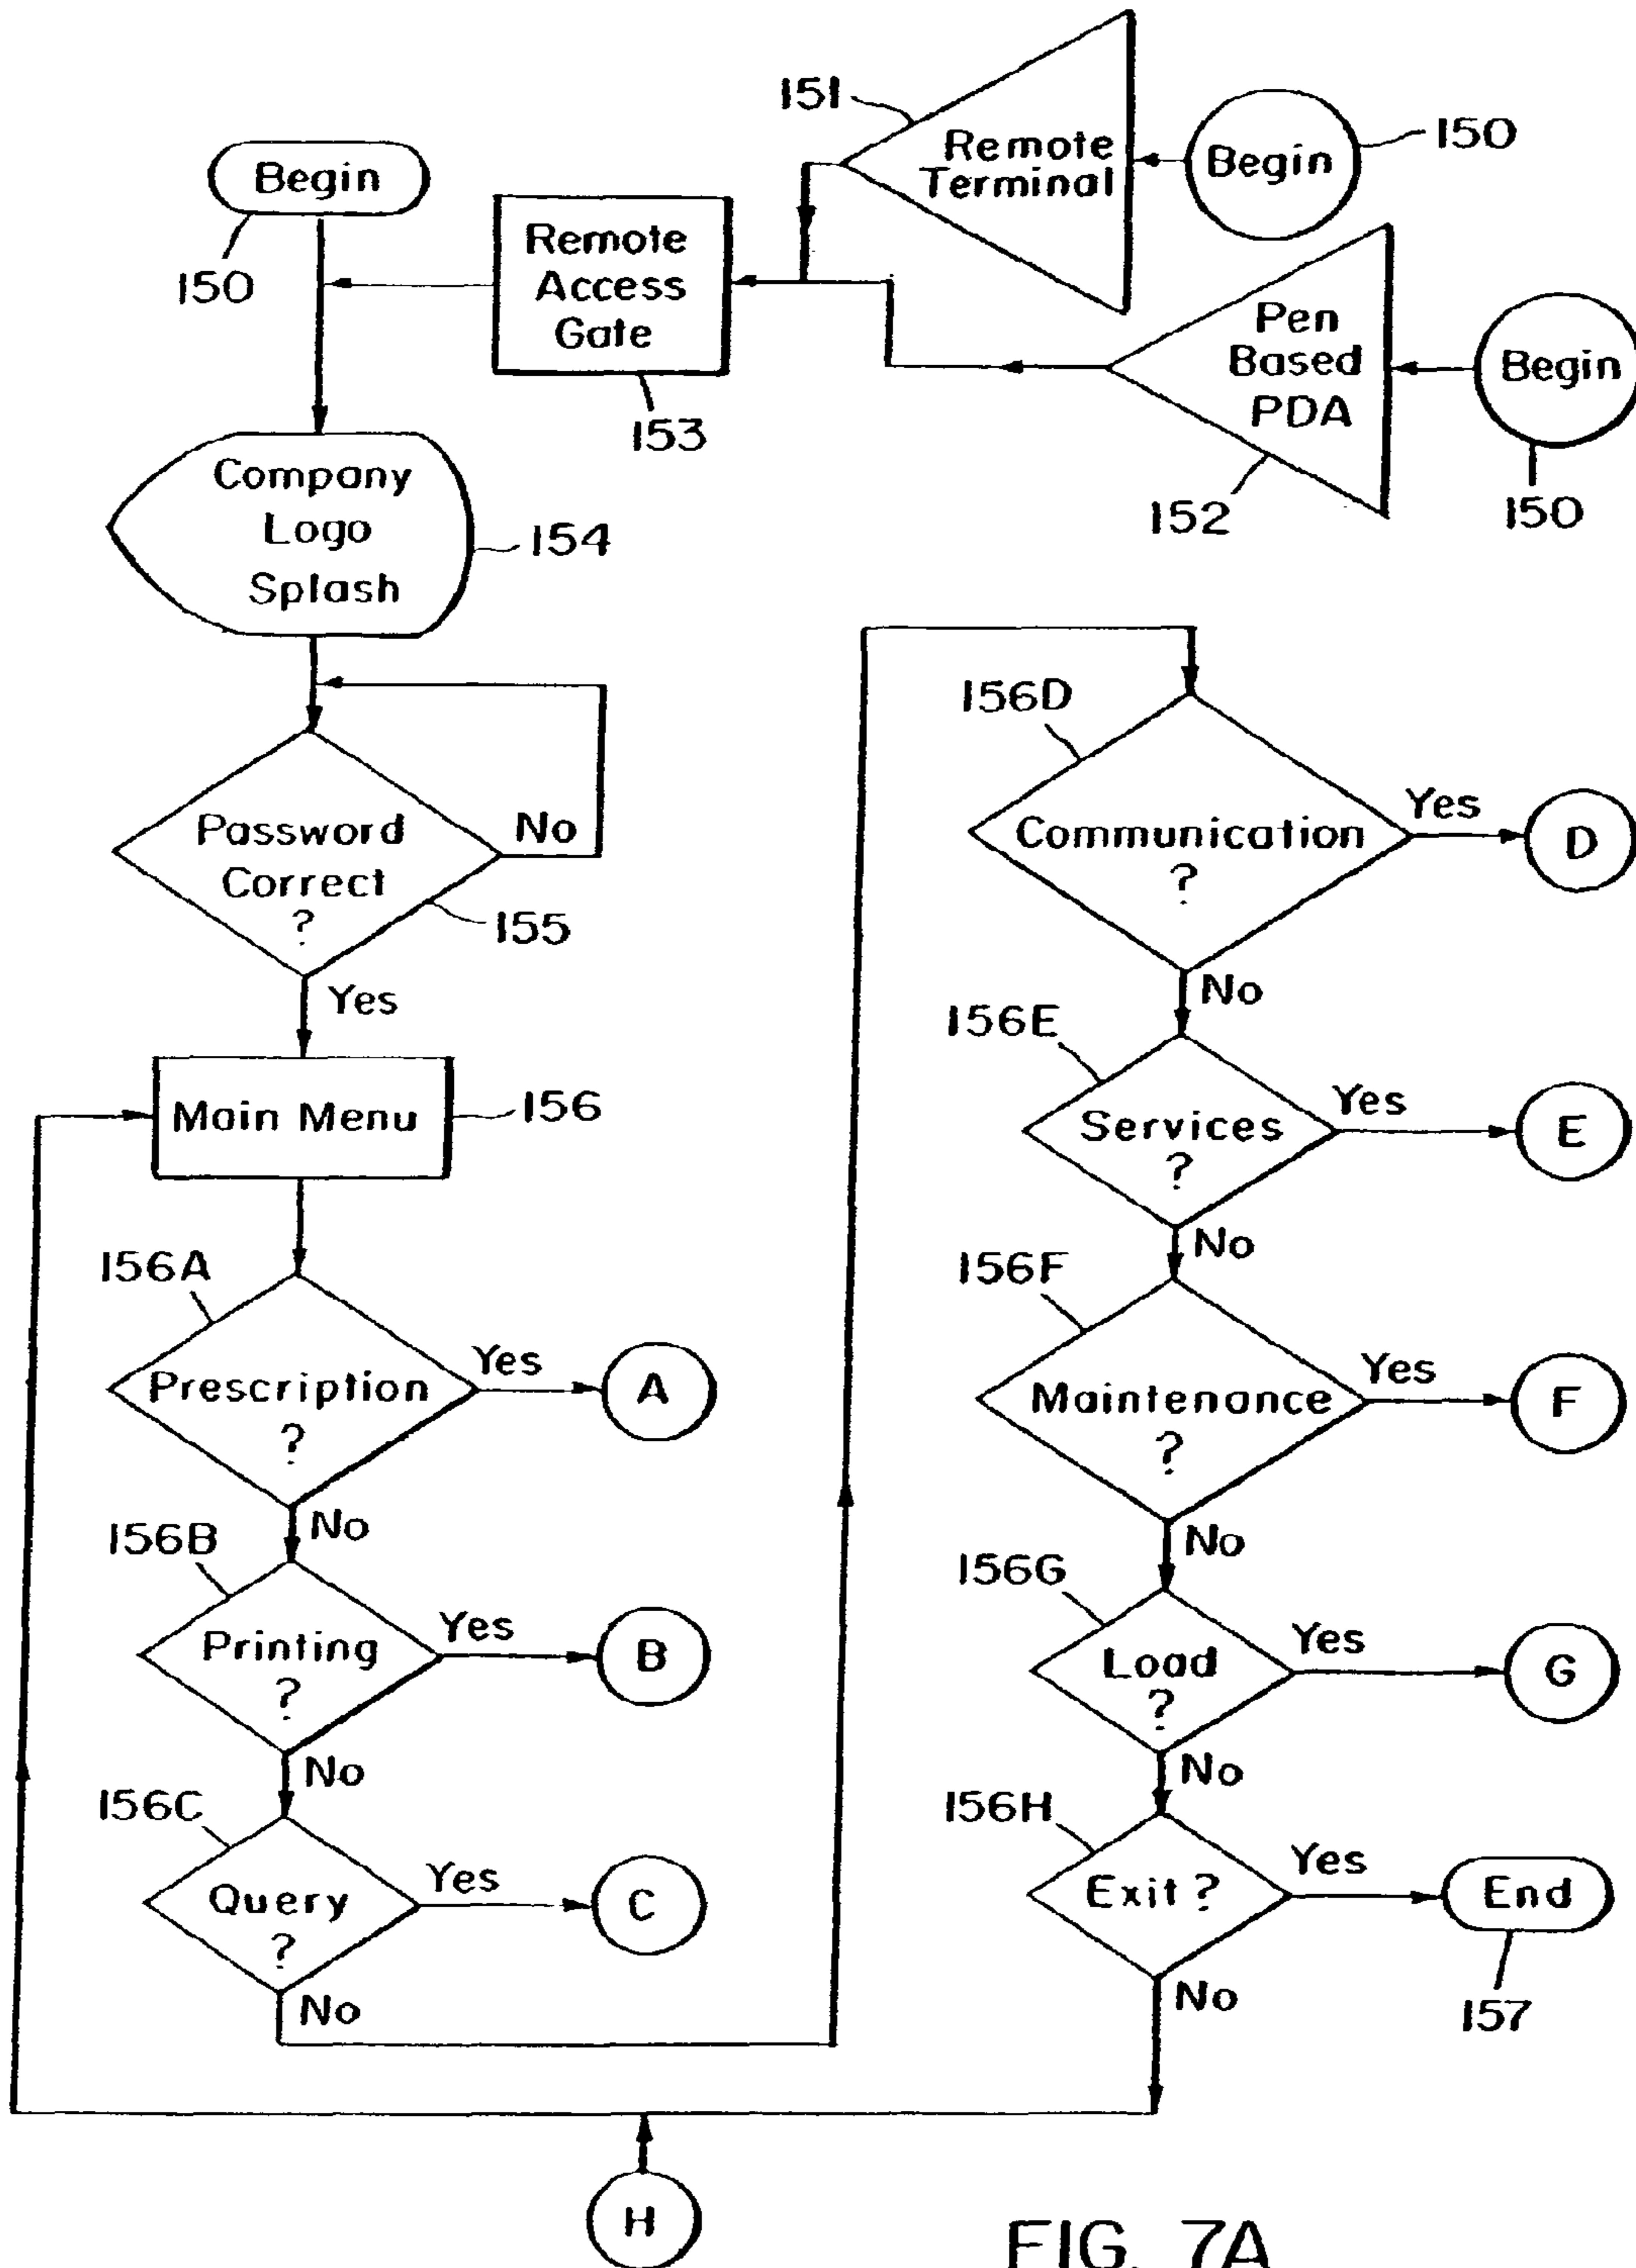 151
Remote
Terminal
Begin
150
Begin
150
Remote
Access
Gate
153
Pen
Based
PDA
152
Begin
150
Company
Logo
Splash
154
Password
Correct
?
No
155
Yes
Main Menu
156
156A
Prescription
?
Yes
A
No
156B
Printing
?
Yes
B
No
156C
Query
?
Yes
C
No
156D
Communication
?
Yes
D
No
156E
Services
?
Yes
E
No
156F
Maintenance
?
Yes
F
No
156G
Load
?
Yes
G
No
156H
Exit ?
Yes
End
157
No
H
FIG. 7A